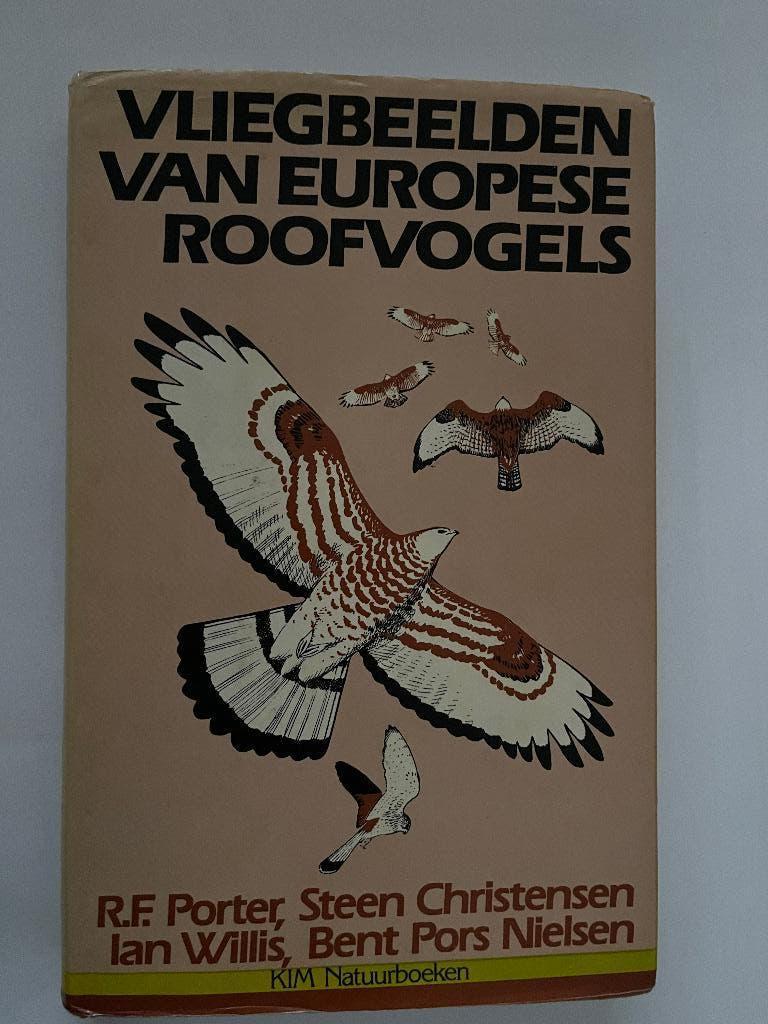 VLIEGBEELDEN
VAN EUROPESE
ROOFVOGELS
R.F. Porter, Steen Christensen
Ian Willis, Bent Pors Nielsen
KIM Natuurboeken